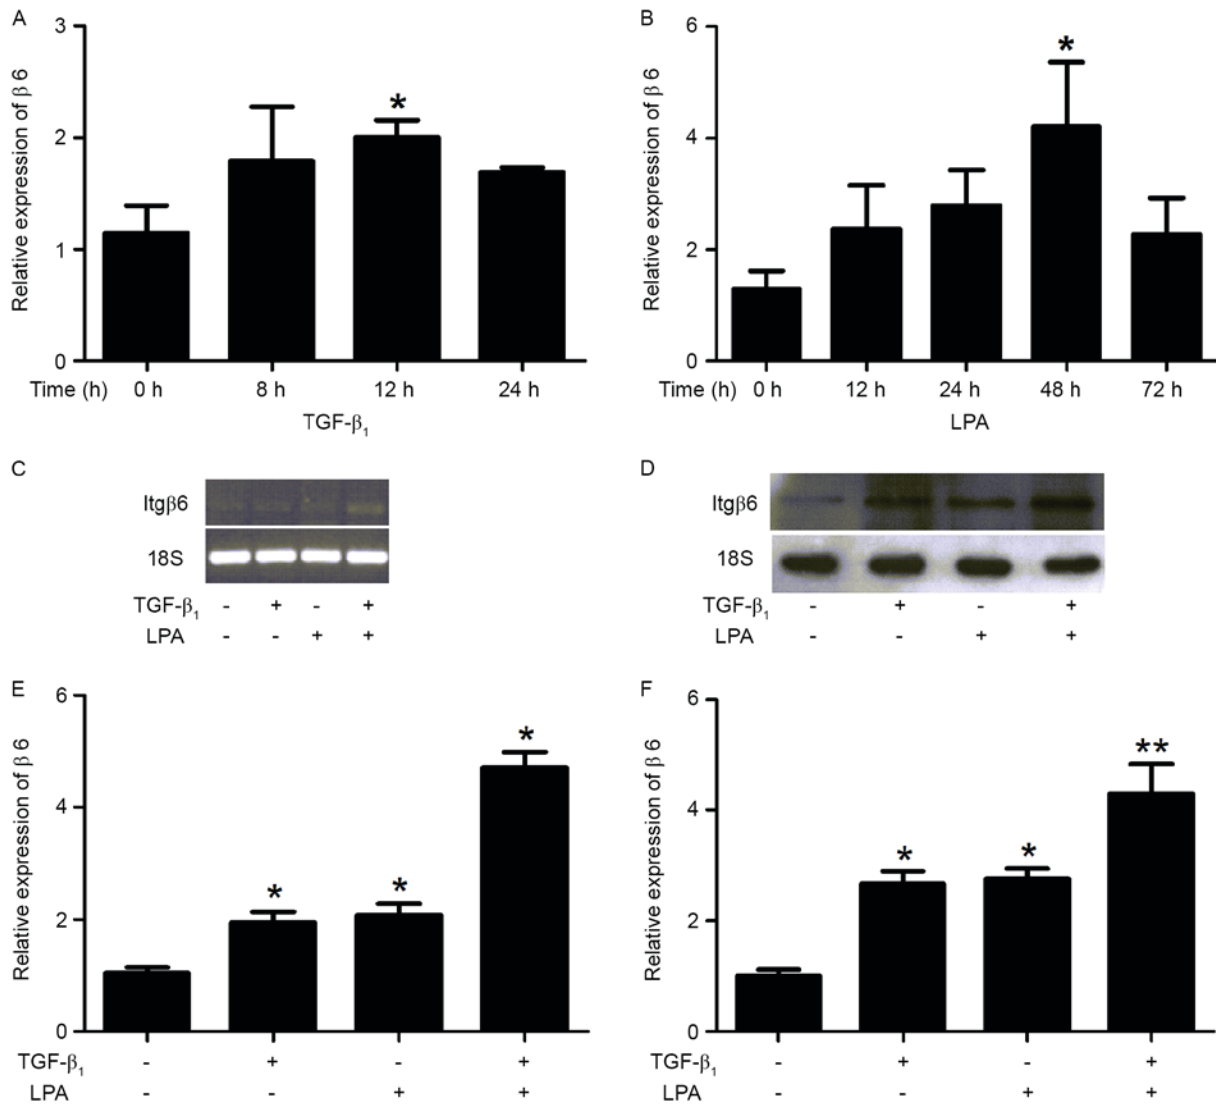 A
3
*
2
1
0
Relative expression of β 6
Time (h) 0 h 8 h 12 h 24 h
TGF-β₁
B
6
*
4
2
0
Relative expression of β 6
Time (h) 0 h 12 h 24 h 48 h 72 h
LPA
C
Itgβ6
18S
TGF-β₁ - + - +
LPA - - + +
D
Itgβ6
18S
TGF-β₁ - + - +
LPA - - + +
E
6
*
4
* *
2
0
Relative expression of β 6
TGF-β₁ - + - +
LPA - - + +
F
6
**
4
* *
2
0
Relative expression of β 6
TGF-β₁ - + - +
LPA - - + +